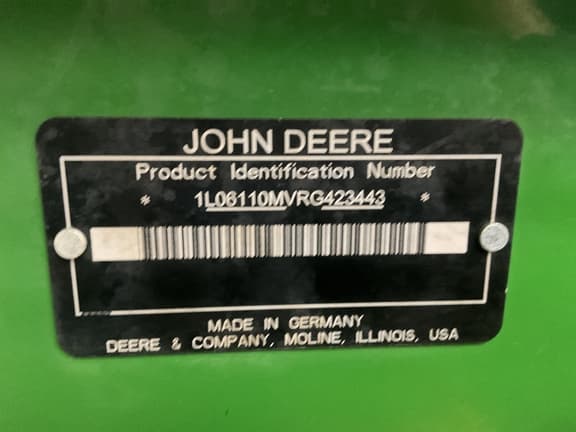 JOHN DEERE
Product Identification Number
* 1L06110MVRG423443 *
MADE IN GERMANY
DEERE & COMPANY, MOLINE, ILLINOIS, USA